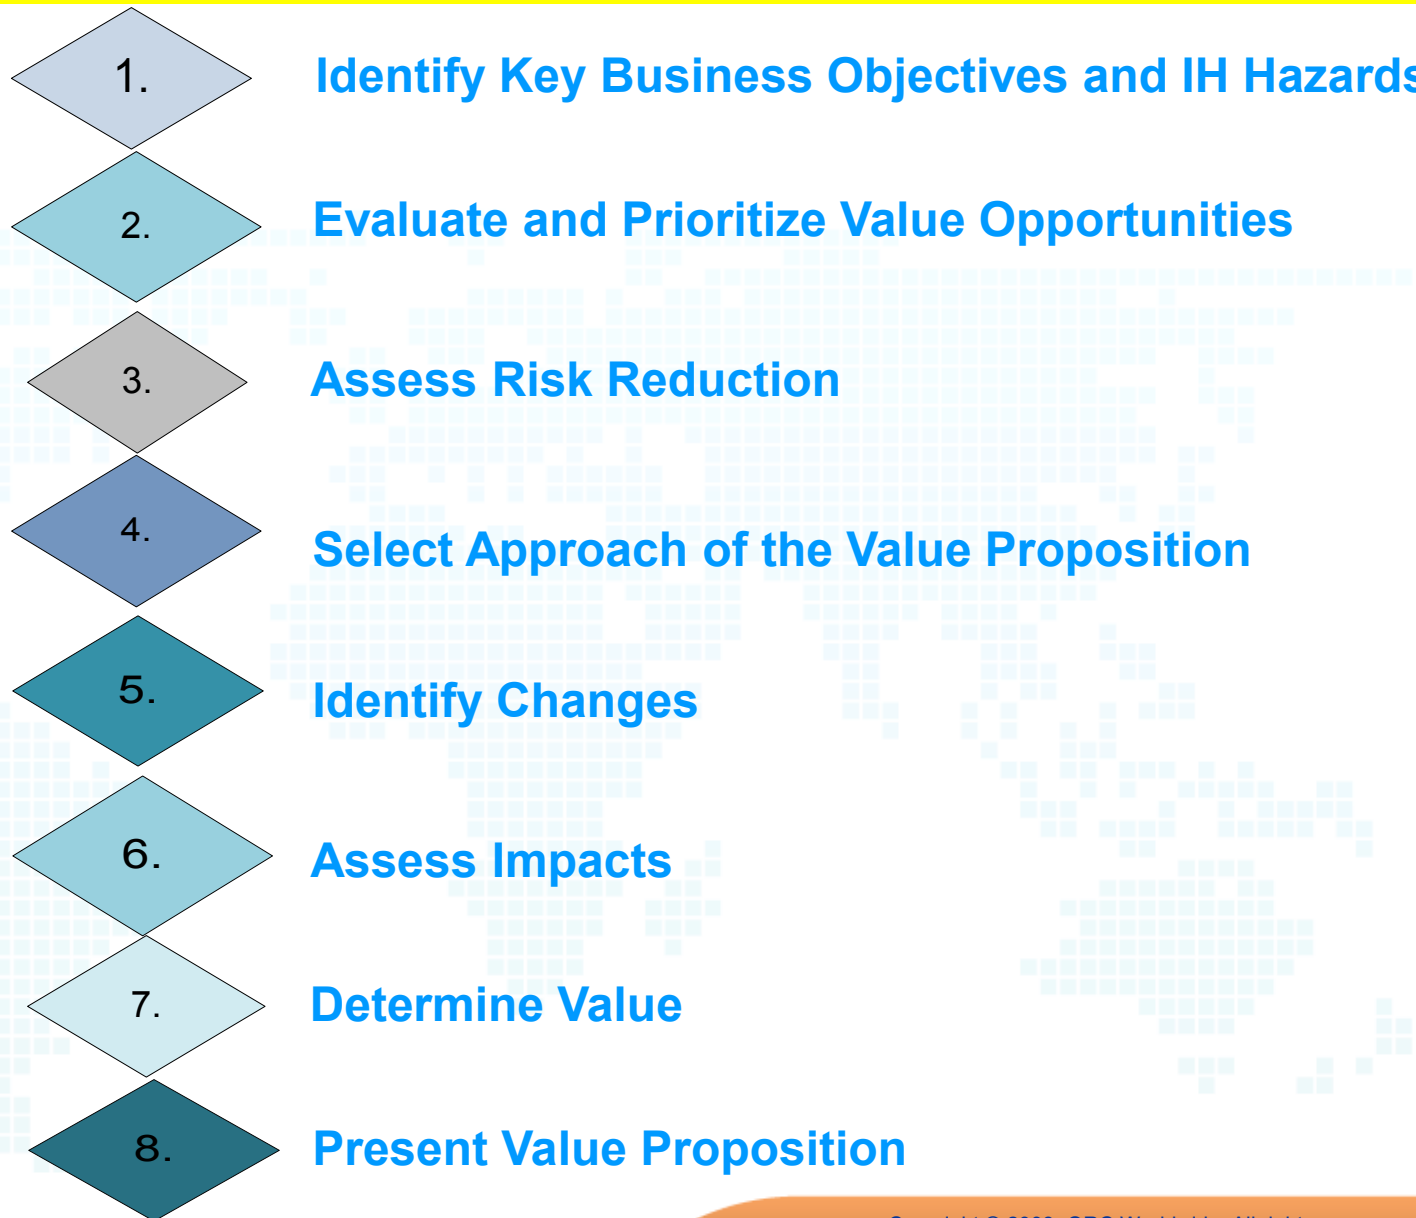 1.
Identify Key Business Objectives and IH Hazards
2.
Evaluate and Prioritize Value Opportunities
3.
Assess Risk Reduction
4.
Select Approach of the Value Proposition
5.
Identify Changes
6.
Assess Impacts
7.
Determine Value
8.
Present Value Proposition